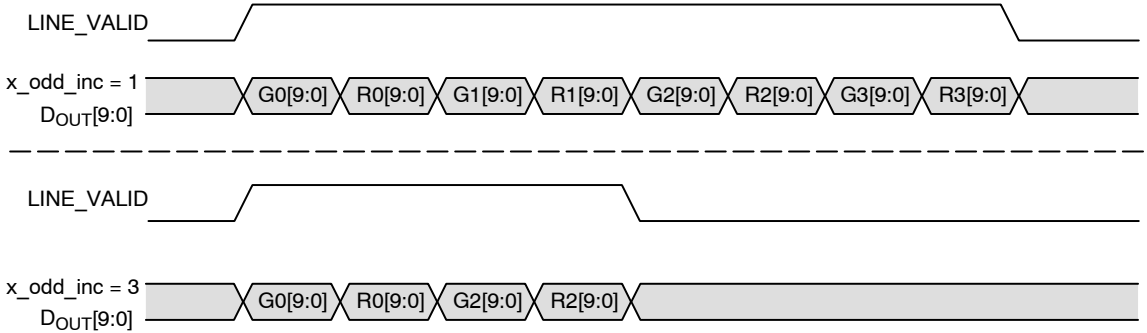 LINE_VALID
x_odd_inc = 1
G0[9:0] R0[9:0] G1[9:0] R1[9:0] G2[9:0] R2[9:0] G3[9:0] R3[9:0]
DOUT[9:0]
LINE_VALID
x_odd_inc = 3
G0[9:0] R0[9:0] G2[9:0] R2[9:0]
DOUT[9:0]